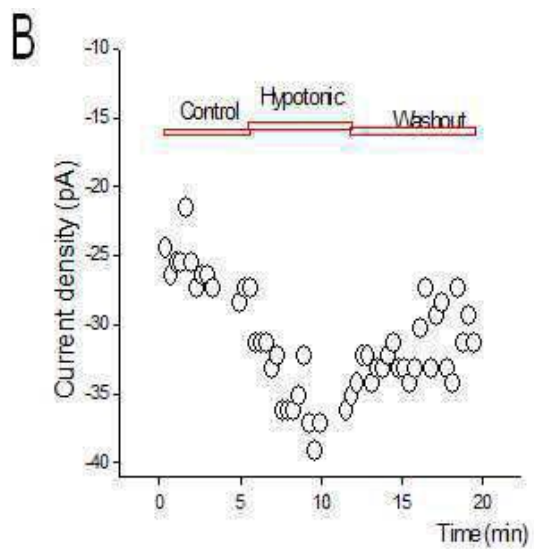 B
-10
Hypotonic
Control
Washout
-15
-20
-25
-30
-35
-40
Current density (pA)
0 5 10 15 20
Time (min)